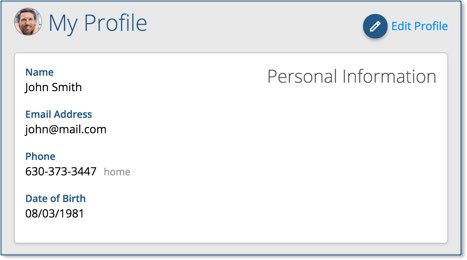 My Profile
Edit Profile
Personal Information
Name
John Smith
Email Address
john@mail.com
Phone
630-373-3447 home
Date of Birth
08/03/1981